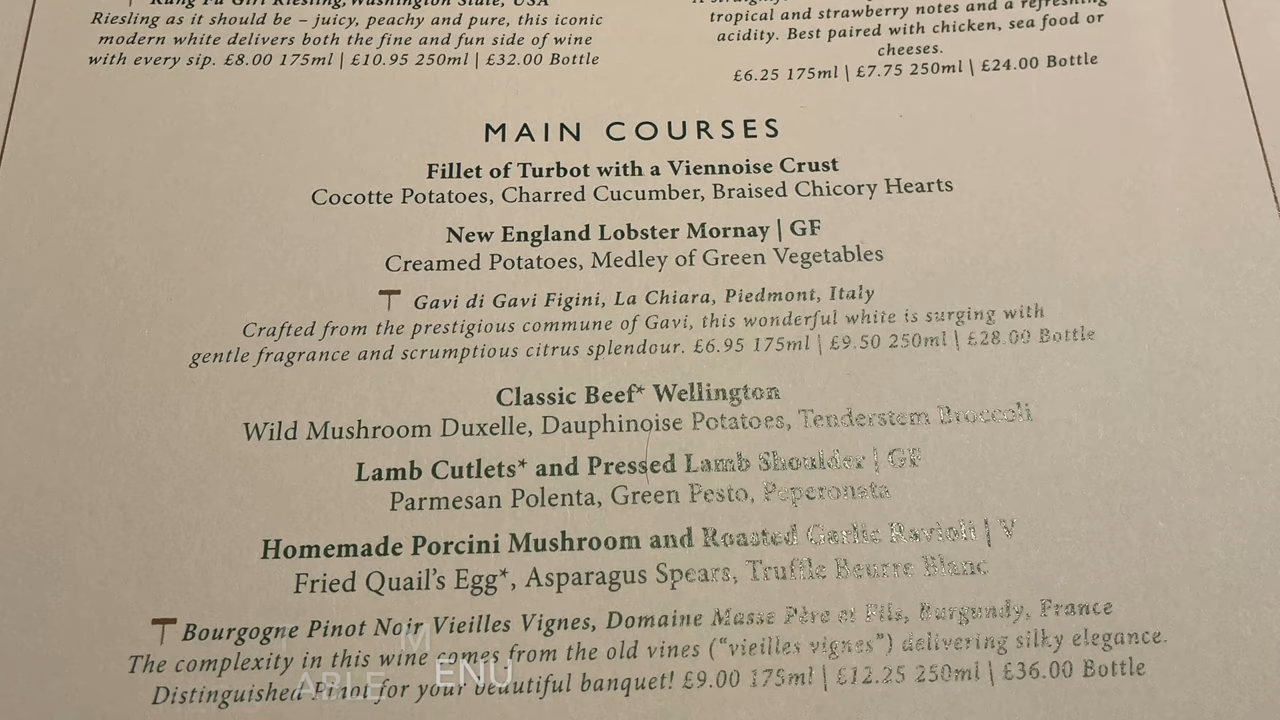 Kung Fu Girl Riesling, Washington State, USA
Riesling as it should be – juicy, peachy and pure, this iconic
modern white delivers both the fine and fun side of wine
with every sip. £8.00 175ml | £10.95 250ml | £32.00 Bottle
tropical and strawberry notes and a refreshing
acidity. Best paired with chicken, sea food or
cheeses.
£6.25 175ml | £7.75 250ml | £24.00 Bottle
MAIN COURSES
Fillet of Turbot with a Viennoise Crust
Cocotte Potatoes, Charred Cucumber, Braised Chicory Hearts
New England Lobster Mornay | GF
Creamed Potatoes, Medley of Green Vegetables
Gavi di Gavi Figini, La Chiara, Piedmont, Italy
Crafted from the prestigious commune of Gavi, this wonderful white is surging with
gentle fragrance and scrumptious citrus splendour. £6.95 175ml | £9.50 250ml | £28.00 Bottle
Classic Beef* Wellington
Wild Mushroom Duxelle, Dauphinoise Potatoes, Tenderstem Broccoli
Lamb Cutlets* and Pressed Lamb Shoulder | GF
Parmesan Polenta, Green Pesto, Peperonata
Homemade Porcini Mushroom and Roasted Garlic Ravioli | V
Fried Quail's Egg*, Asparagus Spears, Truffle Beurre Blanc
Bourgogne Pinot Noir Vieilles Vignes, Domaine Masse Père et Fils, Burgundy, France
The complexity in this wine comes from the old vines (“vieilles vignes”) delivering silky elegance.
Distinguished Pinot for your beautiful banquet! £9.00 175ml | £12.25 250ml | £36.00 Bottle
ABLE MENU